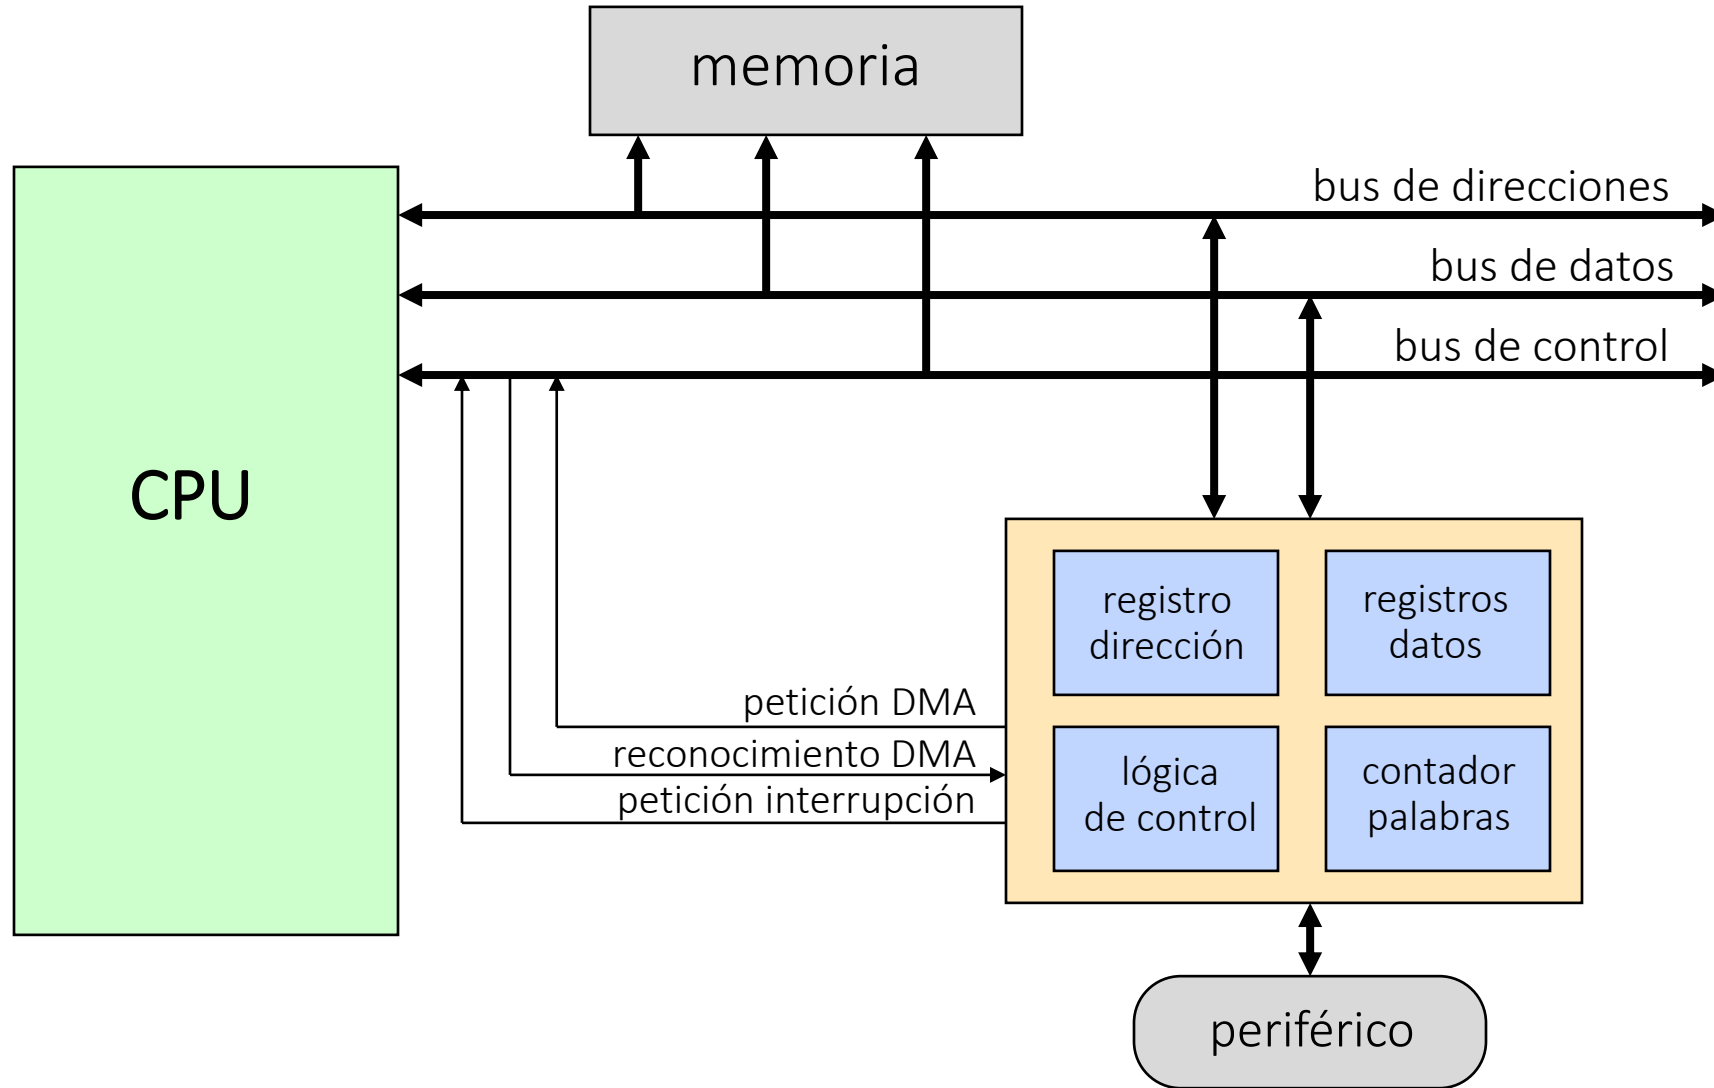 memoria
bus de direcciones
bus de datos
bus de control
CPU
registro
dirección
registros
datos
petición DMA
reconocimiento DMA
petición interrupción
lógica
de control
contador
palabras
periférico